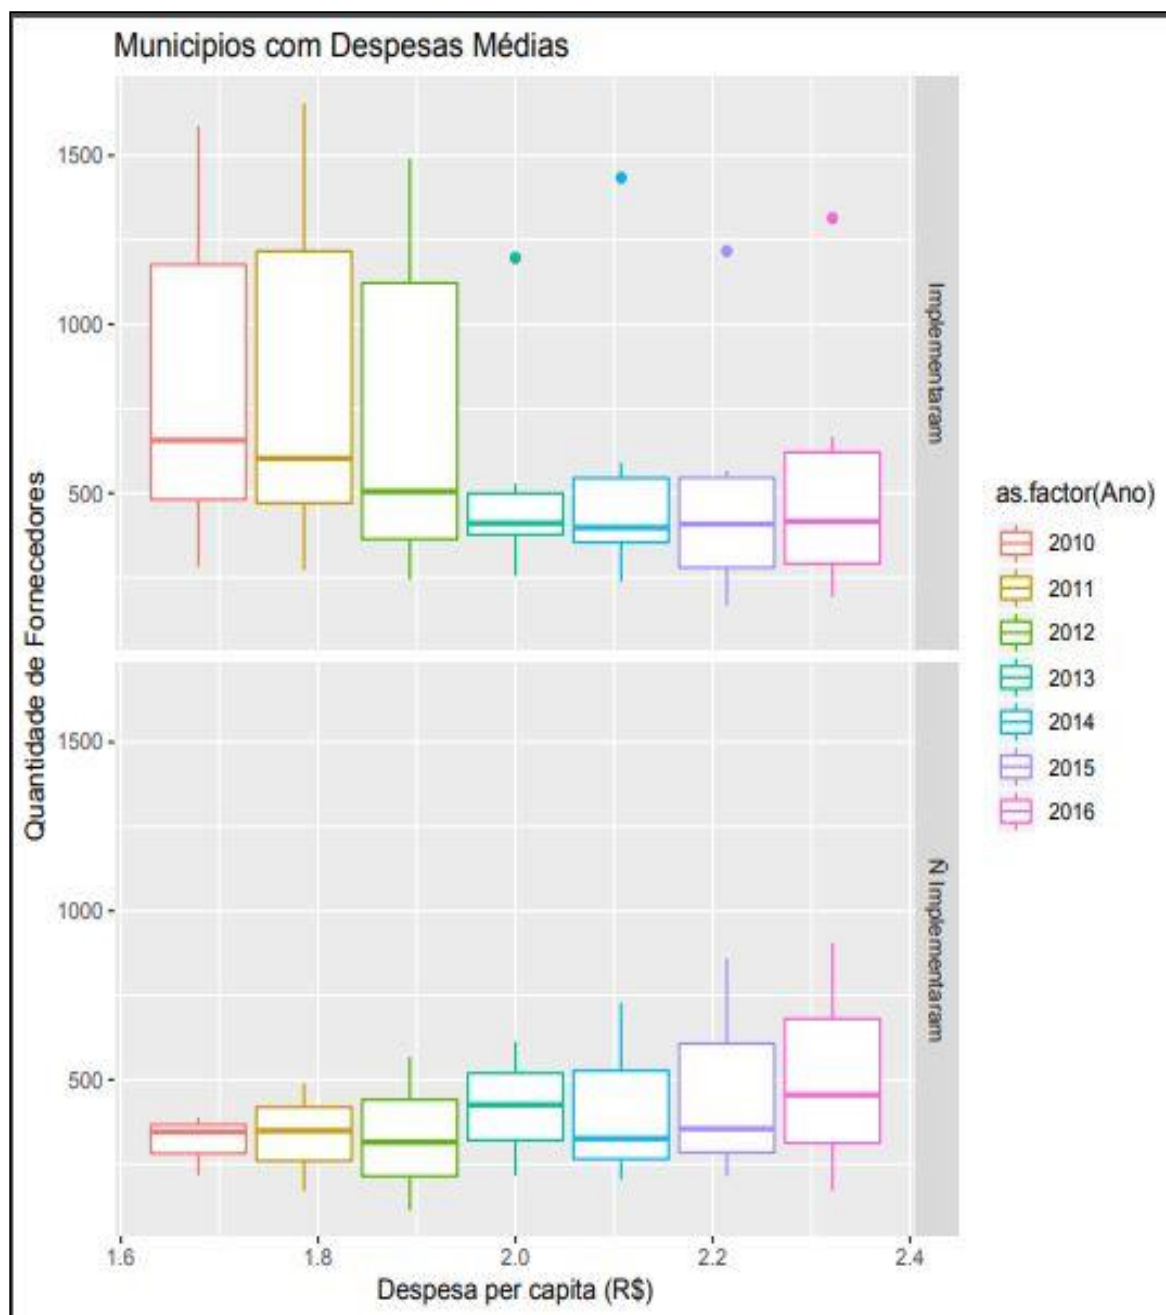 Municipios com Despesas Médias
Quantidade de Fornecedores
1500
1000
500
Implementaram
1500
1000
500
Ñ Implementaram
1.6 1.8 2.0 2.2 2.4
Despesa per capita (R$)
as.factor(Ano)
2010
2011
2012
2013
2014
2015
2016